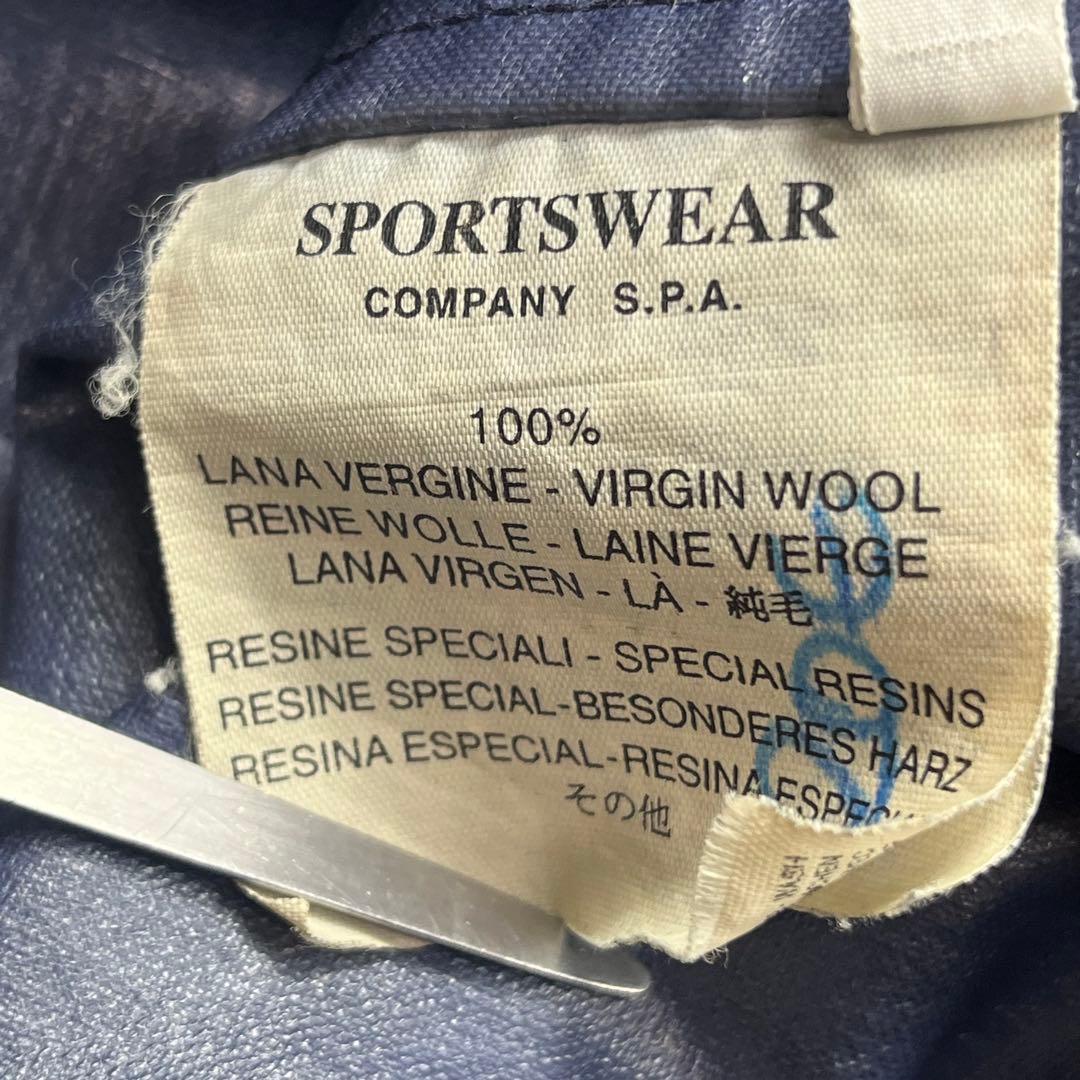 SPORTSWEAR
COMPANY S.P.A.
100%
LANA VERGINE - VIRGIN WOOL
REINE WOLLE - LAINE VIERGE
LANA VIRGEN - LÀ - 純毛
RESINE SPECIALI - SPECIAL RESINS
RESINE SPECIAL-BESONDERES HARZ
RESINA ESPECIAL-RESINA ESPECI
その他